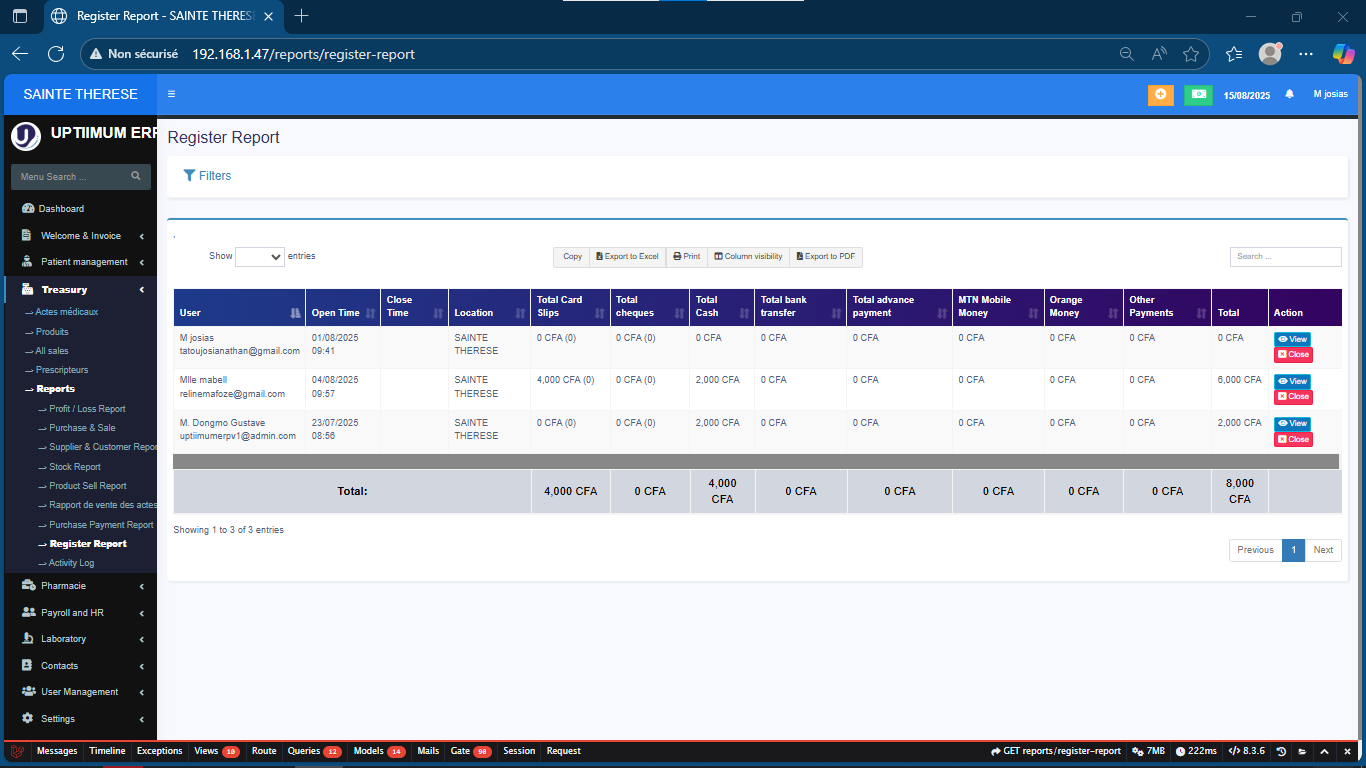 Register Report - SAINTE THERESE
Non sécurisé 192.168.1.47/reports/register-report
SAINTE THERESE 15/08/2025 M josias
UPTIIMUM ERP
Register Report
Menu Search ...
Filters
Dashboard
Welcome & Invoice
Patient management
Treasury
Actes médicaux
Produits
All sales
Prescripteurs
Reports
Profit / Loss Report
Purchase & Sale
Supplier & Customer Repor
Stock Report
Product Sell Report
Rapport de vente des actes
Purchase Payment Report
Register Report
Activity Log
Pharmacie
Payroll and HR
Laboratory
Contacts
User Management
Settings
Show entries Copy Export to Excel Print Column visibility Export to PDF Search ...
User Open Time Close Time Location Total Card Slips Total cheques Total Cash Total bank transfer Total advance payment MTN Mobile Money Orange Money Other Payments Total Action
M josias tatoujosianathan@gmail.com 01/08/2025 09:41 SAINTE THERESE 0 CFA (0) 0 CFA (0) 0 CFA 0 CFA 0 CFA 0 CFA 0 CFA 0 CFA 0 CFA View Close
Mlle mabell relinemafoze@gmail.com 04/08/2025 09:57 SAINTE THERESE 4,000 CFA (0) 0 CFA (0) 2,000 CFA 0 CFA 0 CFA 0 CFA 0 CFA 0 CFA 6,000 CFA View Close
M. Dongmo Gustave uptiimumerpv1@admin.com 23/07/2025 08:56 SAINTE THERESE 0 CFA (0) 0 CFA (0) 2,000 CFA 0 CFA 0 CFA 0 CFA 0 CFA 0 CFA 2,000 CFA View Close
Total: 4,000 CFA 0 CFA 4,000 CFA 0 CFA 0 CFA 0 CFA 0 CFA 0 CFA 8,000 CFA
Showing 1 to 3 of 3 entries
Previous 1 Next
Messages Timeline Exceptions Views 10 Route Queries 12 Models 14 Mails Gate 90 Session Request GET reports/register-report 7MB 222ms 8.3.6